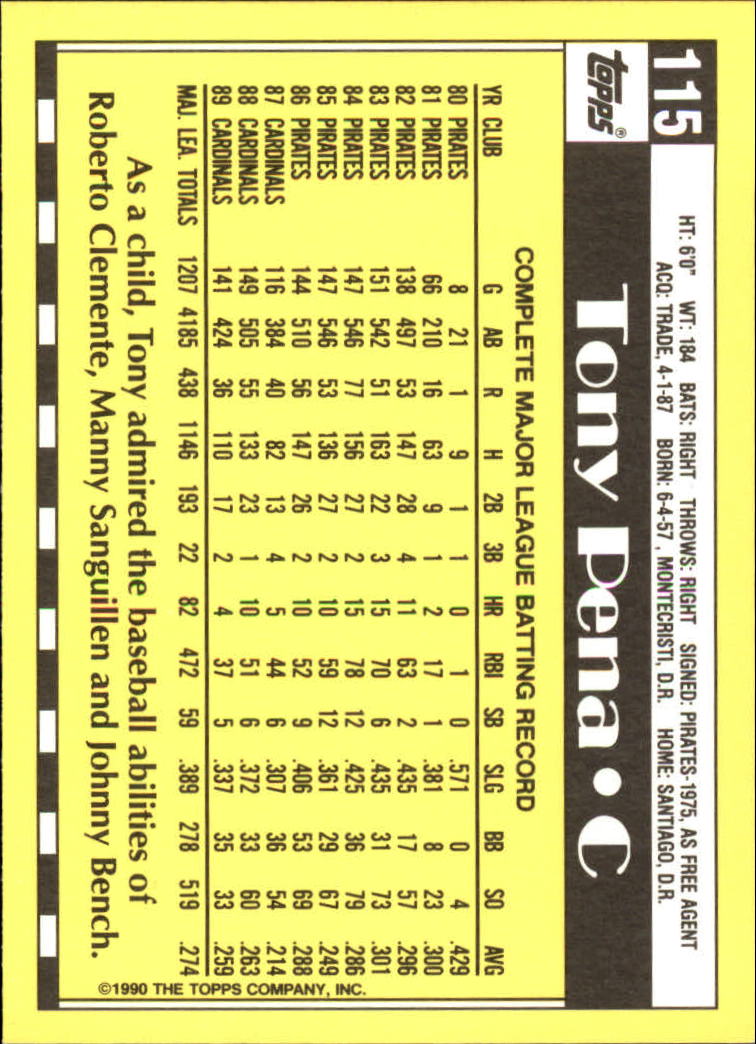 115
HT: 6'0" WT: 184 BATS: RIGHT THROWS: RIGHT SIGNED: PIRATES-1975, AS FREE AGENT
ACQ: TRADE, 4-1-87 BORN: 6-4-57, MONTECRISTI, D.R. HOME: SANTIAGO, D.R.
topps®
Tony Pena • C
COMPLETE MAJOR LEAGUE BATTING RECORD
YR CLUB G AB R H 2B 3B HR RBI SB SLG BB SO AVG
80 PIRATES 8 21 1 9 1 1 0 1 0 .571 0 4 .429
81 PIRATES 66 210 16 63 9 1 2 17 1 .381 8 23 .300
82 PIRATES 138 497 53 147 28 4 11 63 2 .435 17 57 .296
83 PIRATES 151 542 51 163 22 3 15 70 6 .435 31 73 .301
84 PIRATES 147 546 77 156 27 2 15 78 12 .425 36 79 .286
85 PIRATES 147 546 53 136 27 2 10 59 12 .361 29 67 .249
86 PIRATES 144 510 56 147 26 2 10 52 9 .406 53 69 .288
87 CARDINALS 116 384 40 82 13 4 5 44 6 .307 36 54 .214
88 CARDINALS 149 505 55 133 23 1 10 51 6 .372 33 60 .263
89 CARDINALS 141 424 36 110 17 2 4 37 5 .337 35 33 .259
MAJ. LEA. TOTALS 1207 4185 438 1146 193 22 82 472 59 .389 278 519 .274
As a child, Tony admired the baseball abilities of
Roberto Clemente, Manny Sanguillen and Johnny Bench.
©1990 THE TOPPS COMPANY, INC.